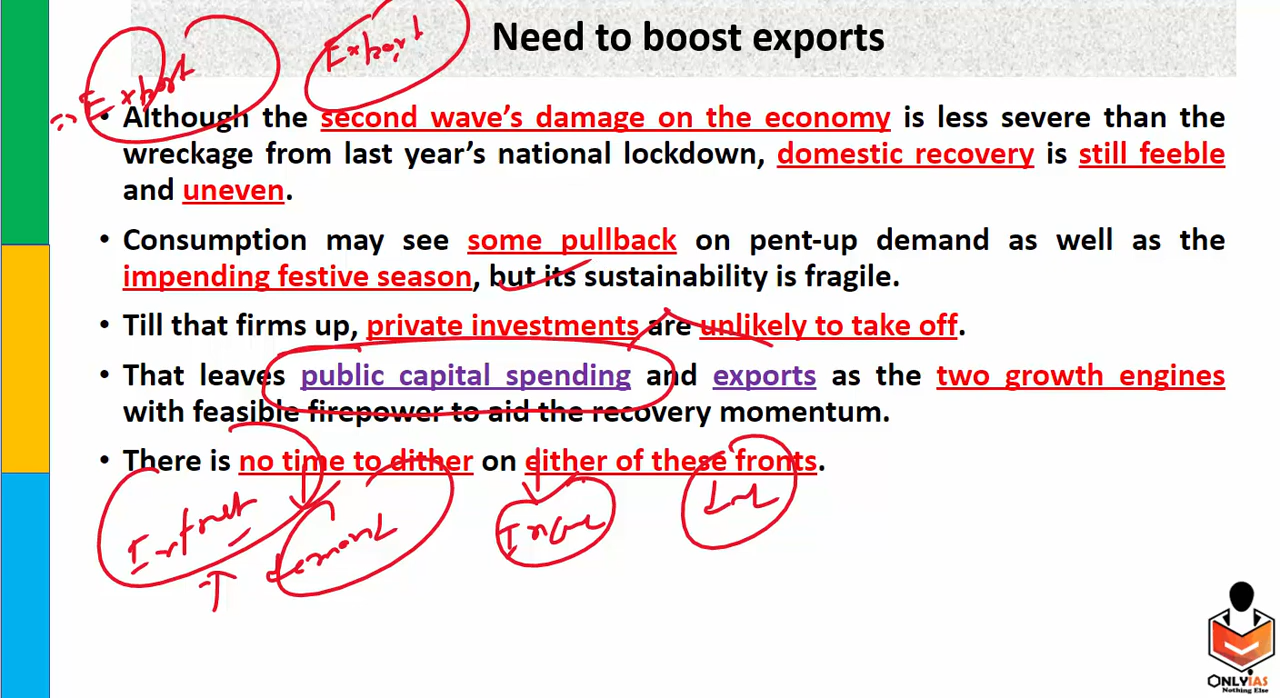 Need to boost exports
Export
Export
• Although the second wave's damage on the economy is less severe than the
wreckage from last year's national lockdown, domestic recovery is still feeble
and uneven.
• Consumption may see some pullback on pent-up demand as well as the
impending festive season, but its sustainability is fragile.
• Till that firms up, private investments are unlikely to take off.
• That leaves public capital spending and exports as the two growth engines
with feasible firepower to aid the recovery momentum.
• There is no time to dither on either of these fronts.
demand
ONLYIAS
Nothing Else